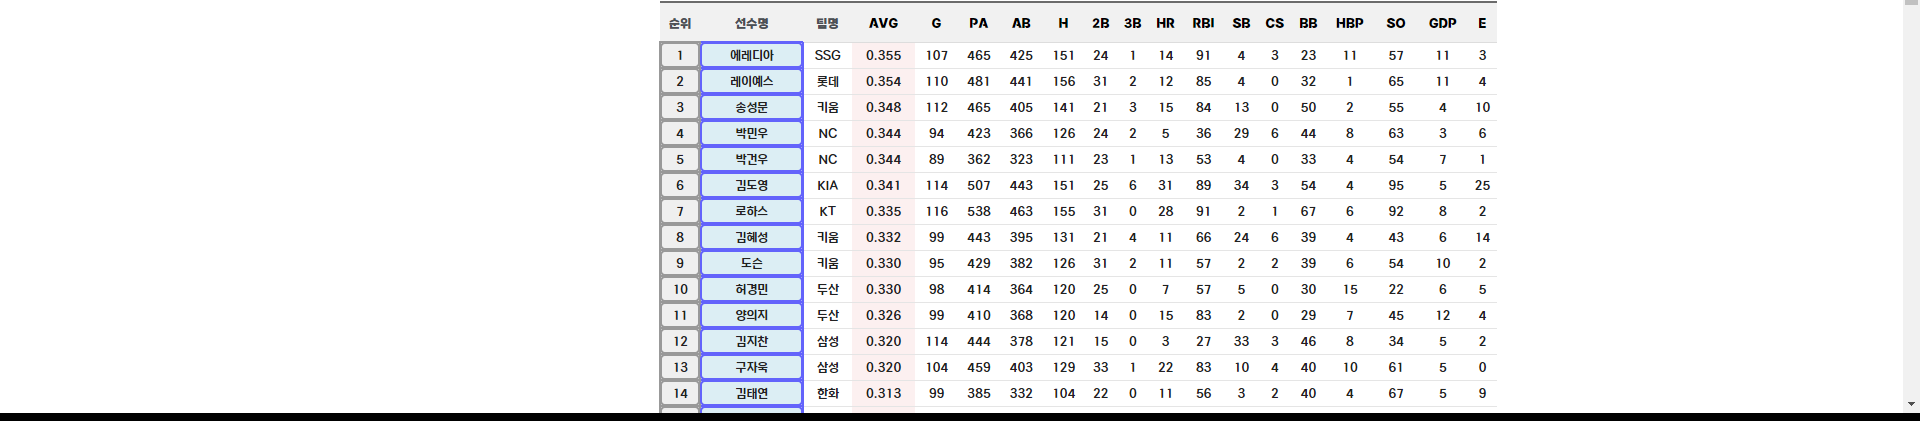 순위 선수명 팀명 AVG G PA AB H 2B 3B HR RBI SB CS BB HBP SO GDP E
1 에레디아 SSG 0.355 107 465 425 151 24 1 14 91 4 3 23 11 57 11 3
2 레이예스 롯데 0.354 110 481 441 156 31 2 12 85 4 0 32 1 65 11 4
3 송성문 키움 0.348 112 465 405 141 21 3 15 84 13 0 50 2 55 4 10
4 박민우 NC 0.344 94 423 366 126 24 2 5 36 29 6 44 8 63 3 6
5 박건우 NC 0.344 89 362 323 111 23 1 13 53 4 0 33 4 54 7 1
6 김도영 KIA 0.341 114 507 443 151 25 6 31 89 34 3 54 4 95 5 25
7 로하스 KT 0.335 116 538 463 155 31 0 28 91 2 1 67 6 92 8 2
8 김혜성 키움 0.332 99 443 395 131 21 4 11 66 24 6 39 4 43 6 14
9 도슨 키움 0.330 95 429 382 126 31 2 11 57 2 2 39 6 54 10 2
10 허경민 두산 0.330 98 414 364 120 25 0 7 57 5 0 30 15 22 6 5
11 양의지 두산 0.326 99 410 368 120 14 0 15 83 2 0 29 7 45 12 4
12 김지찬 삼성 0.320 114 444 378 121 15 0 3 27 33 3 46 8 34 5 2
13 구자욱 삼성 0.320 104 459 403 129 33 1 22 83 10 4 40 10 61 5 0
14 김태연 한화 0.313 99 385 332 104 22 0 11 56 3 2 40 4 67 5 9